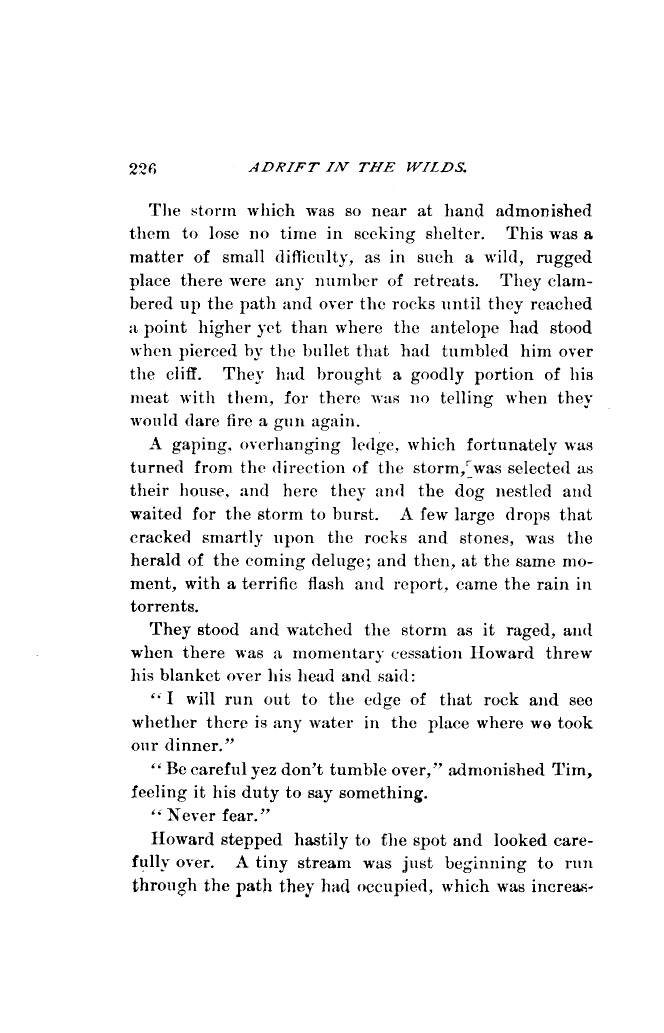 226 ADRIFT IN THE WILDS.
The storm which was so near at hand admonished
them to lose no time in seeking shelter. This was a
matter of small difficulty, as in such a wild, rugged
place there were any number of retreats. They clam-
bered up the path and over the rocks until they reached
a point higher yet than where the antelope had stood
when pierced by the bullet that had tumbled him over
the cliff. They had brought a goodly portion of his
meat with them, for there was no telling when they
would dare fire a gun again.
A gaping, overhanging ledge, which fortunately was
turned from the direction of the storm, was selected as
their house, and here they and the dog nestled and
waited for the storm to burst. A few large drops that
cracked smartly upon the rocks and stones, was the
herald of the coming deluge; and then, at the same mo-
ment, with a terrific flash and report, came the rain in
torrents.
They stood and watched the storm as it raged, and
when there was a momentary cessation Howard threw
his blanket over his head and said:
“I will run out to the edge of that rock and see
whether there is any water in the place where we took
our dinner.”
“Be careful yez don't tumble over,” admonished Tim,
feeling it his duty to say something.
“Never fear.”
Howard stepped hastily to the spot and looked care-
fully over. A tiny stream was just beginning to run
through the path they had occupied, which was increas-